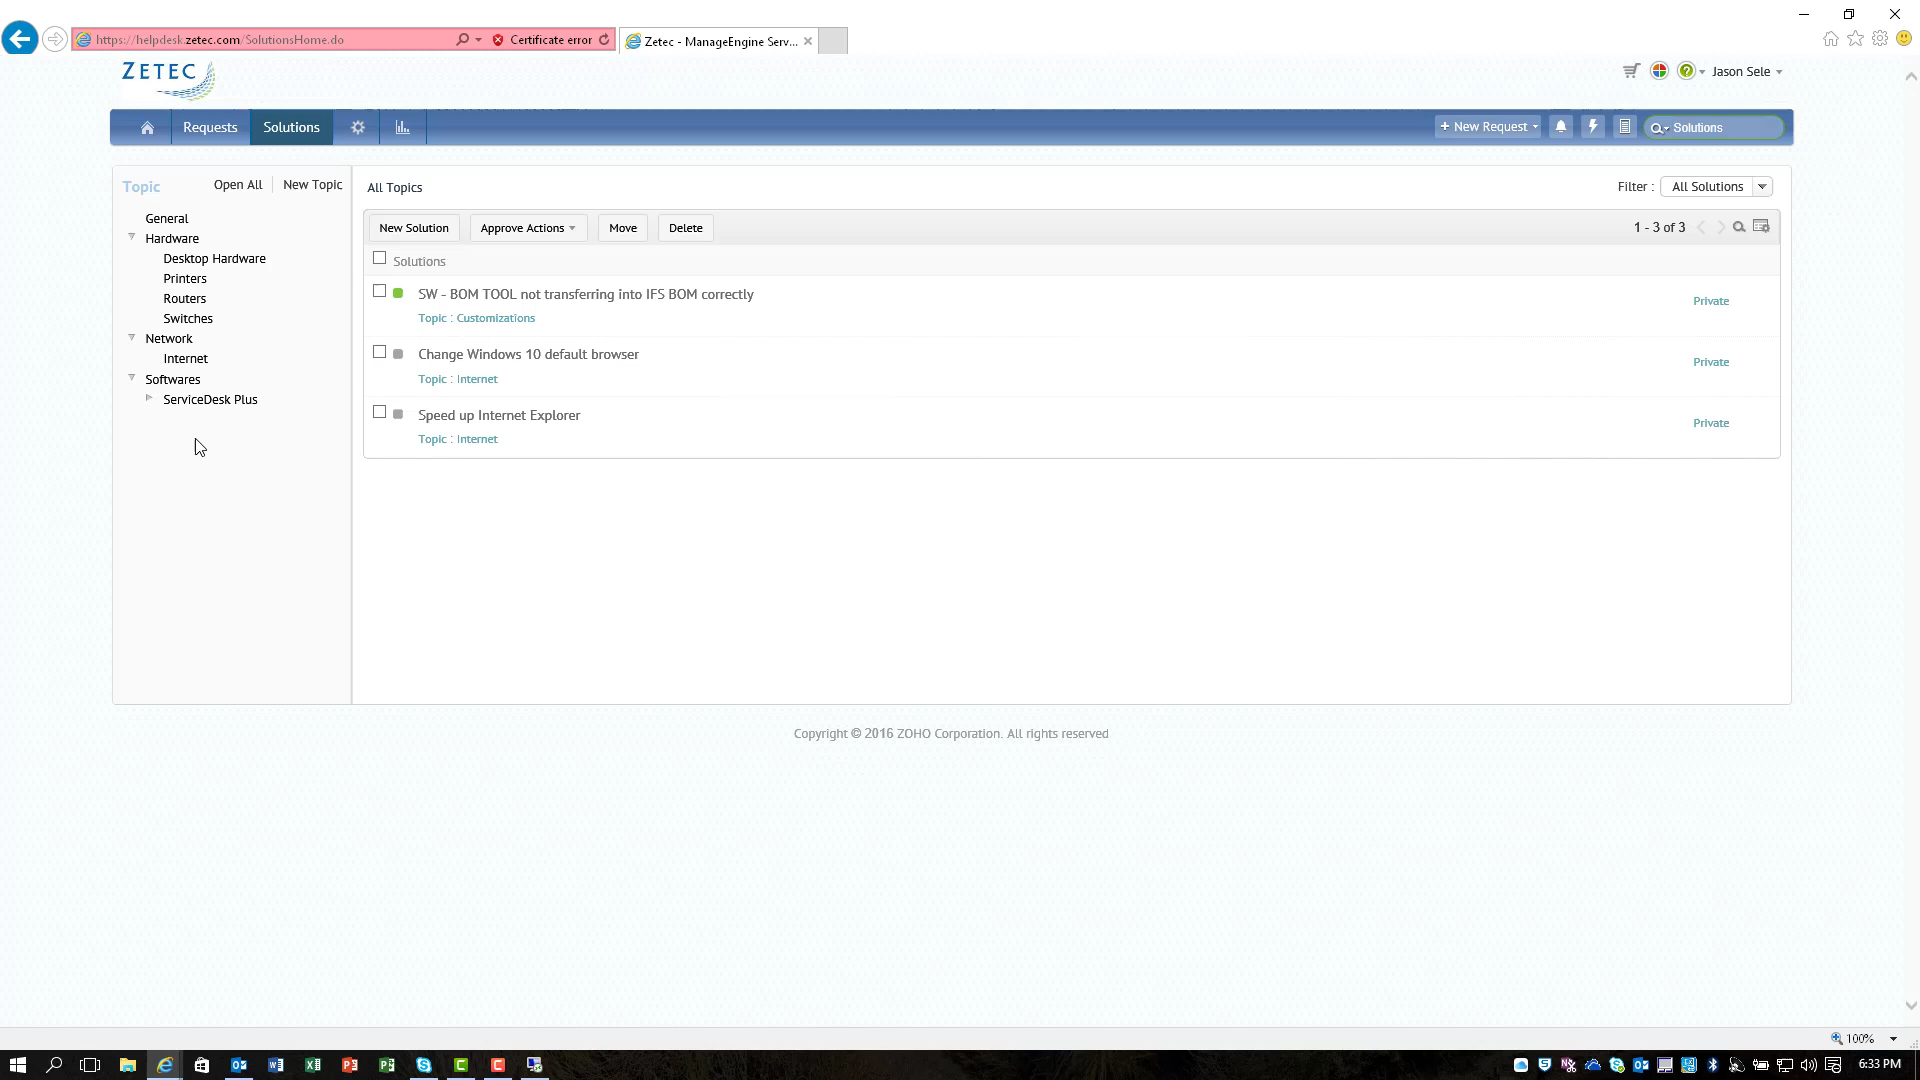 https://helpdesk.zetec.com/SolutionsHome.do
Certificate error
Zetec - ManageEngine Serv...
ZETEC
Jason Sele
Requests
Solutions
+ New Request
Solutions
Topic
Open All
New Topic
General
Hardware
Desktop Hardware
Printers
Routers
Switches
Network
Internet
Softwares
ServiceDesk Plus
All Topics
Filter :
All Solutions
New Solution
Approve Actions
Move
Delete
1 - 3 of 3
Solutions
SW - BOM TOOL not transferring into IFS BOM correctly
Private
Topic : Customizations
Change Windows 10 default browser
Private
Topic : Internet
Speed up Internet Explorer
Private
Topic : Internet
Copyright © 2016 ZOHO Corporation. All rights reserved
100%
6:33 PM